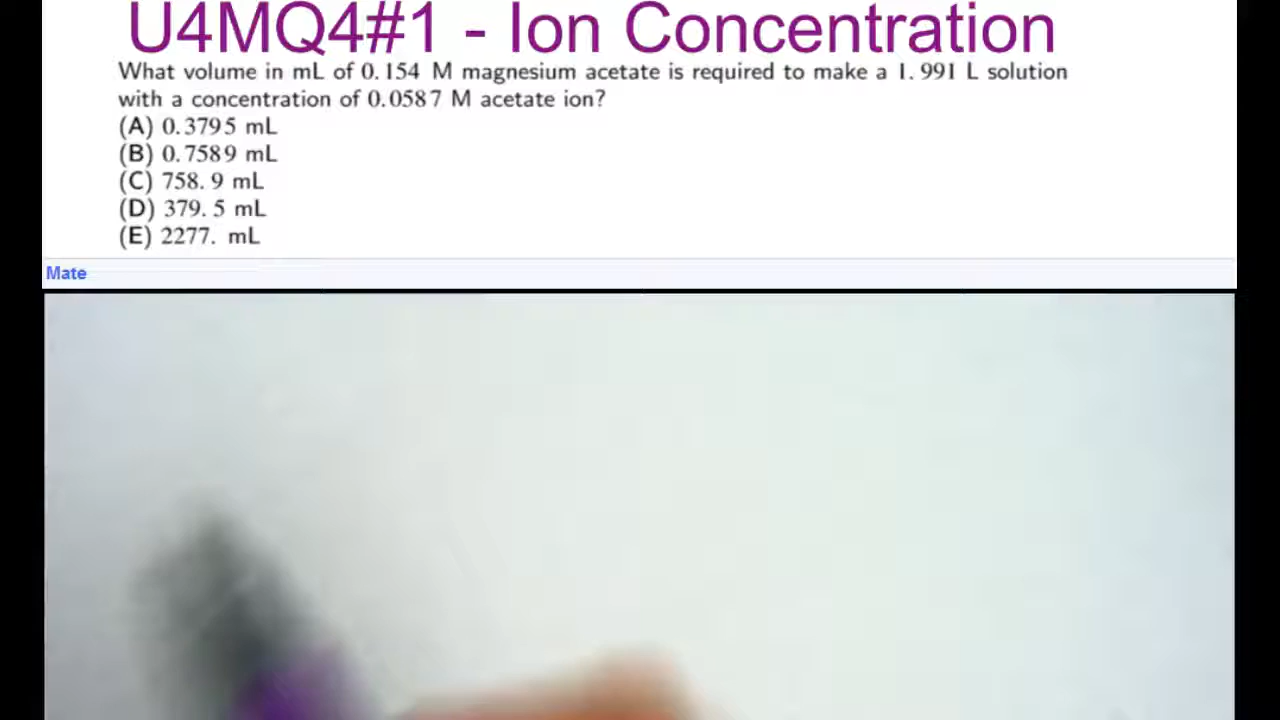 U4MQ4#1 - Ion Concentration
What volume in mL of 0.154 M magnesium acetate is required to make a 1.991 L solution
with a concentration of 0.0587 M acetate ion?
(A) 0.3795 mL
(B) 0.7589 mL
(C) 758.9 mL
(D) 379.5 mL
(E) 2277. mL
Mate